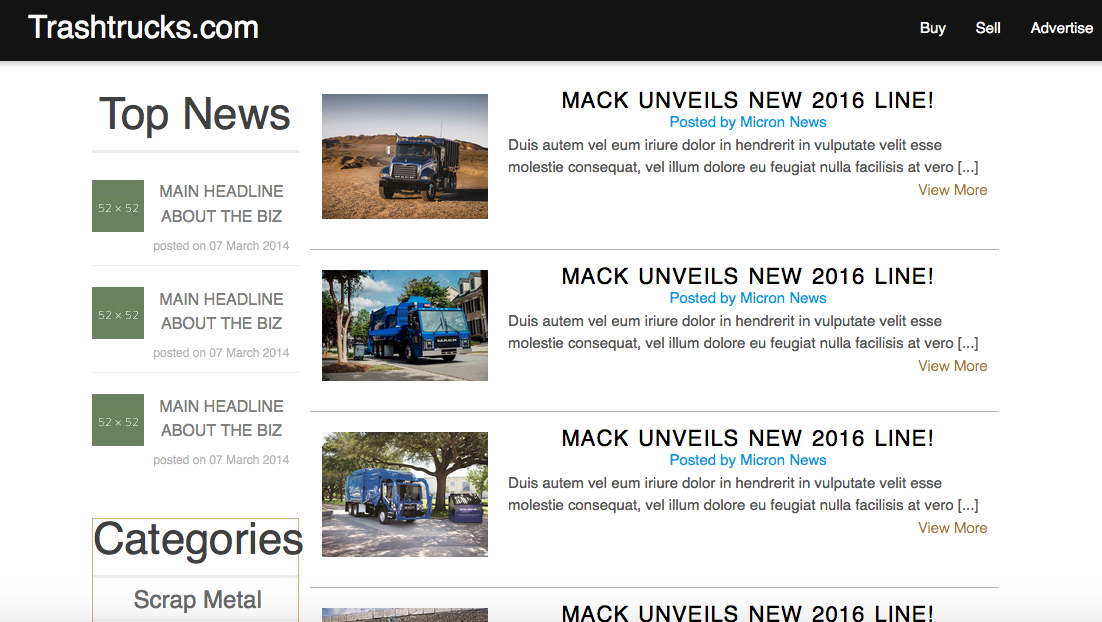 Trashtrucks.com
Buy Sell Advertise
Top News
52 × 52
MAIN HEADLINE
ABOUT THE BIZ
posted on 07 March 2014
52 × 52
MAIN HEADLINE
ABOUT THE BIZ
posted on 07 March 2014
52 × 52
MAIN HEADLINE
ABOUT THE BIZ
posted on 07 March 2014
Categories
Scrap Metal
MACK UNVEILS NEW 2016 LINE!
Posted by Micron News
Duis autem vel eum iriure dolor in hendrerit in vulputate velit esse
molestie consequat, vel illum dolore eu feugiat nulla facilisis at vero [...]
View More
MACK
MACK UNVEILS NEW 2016 LINE!
Posted by Micron News
Duis autem vel eum iriure dolor in hendrerit in vulputate velit esse
molestie consequat, vel illum dolore eu feugiat nulla facilisis at vero [...]
View More
MACK UNVEILS NEW 2016 LINE!
Posted by Micron News
Duis autem vel eum iriure dolor in hendrerit in vulputate velit esse
molestie consequat, vel illum dolore eu feugiat nulla facilisis at vero [...]
View More
MACK UNVEILS NEW 2016 LINE!